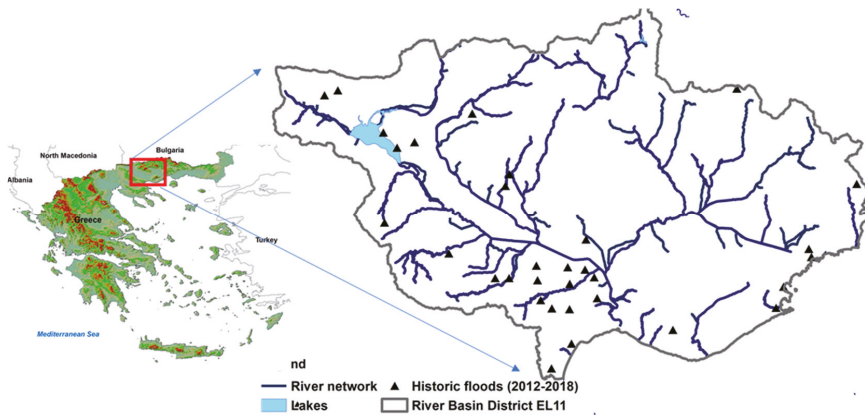 North Macedonia
Bulgaria
Albania
Greece
Turkey
Mediterranean Sea
nd
River network
Historic floods (2012-2018)
Lakes
River Basin District EL11